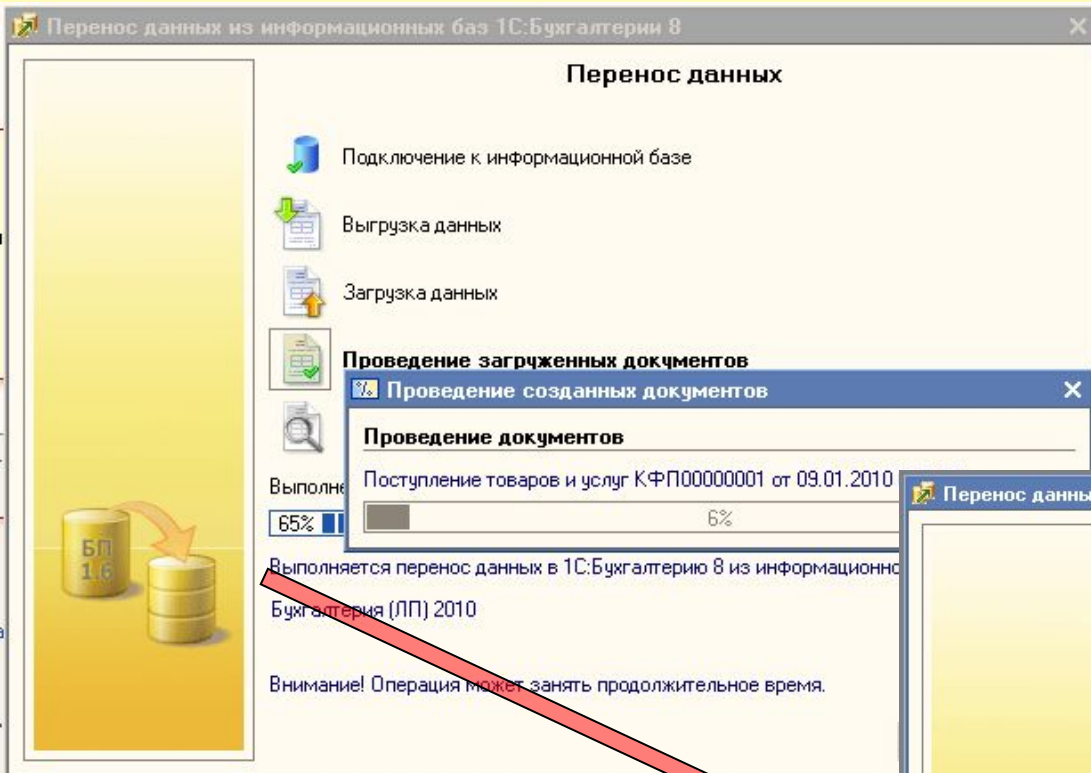 Перенос данных из информационных баз 1С:Бухгалтерии 8
Перенос данных
Подключение к информационной базе
Выгрузка данных
Загрузка данных
Проведение загруженных документов
Проведение созданных документов
Проведение документов
Поступление товаров и услуг КФП00000001 от 09.01.2010
6%
Выполне
65%
Перенос данны
БП
1.6
Выполняется перенос данных в 1С:Бухгалтерию 8 из информационно
Бухгалтерия (ЛП) 2010
Внимание! Операция может занять продолжительное время.